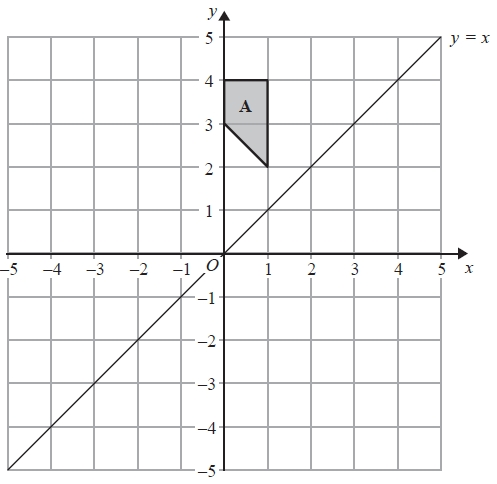 y
5
y = x
4
A
3
2
1
–5 –4 –3 –2 –1 O 1 2 3 4 5 x
–1
–2
–3
–4
–5